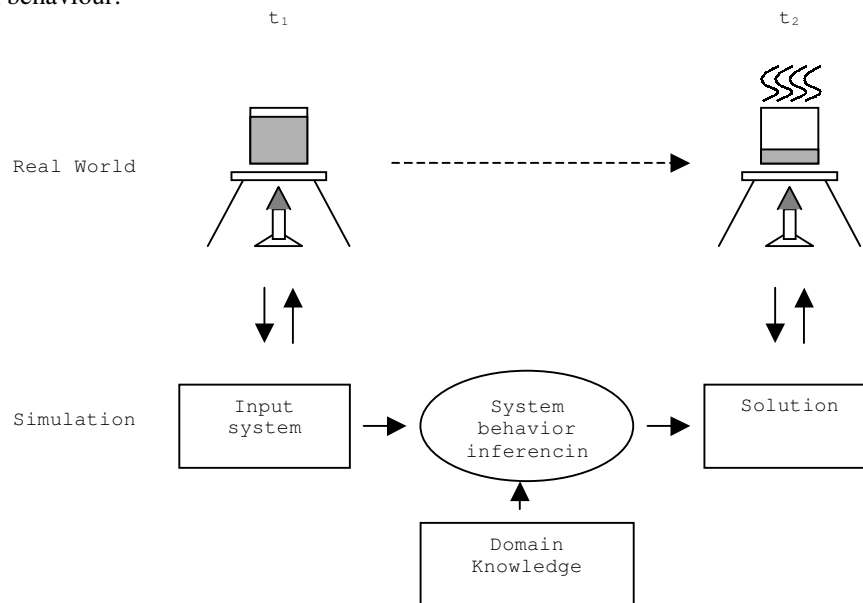 behaviour.
t1 t2
Real World
Simulation
Input
system
System
behavior
inferencin
Solution
Domain
Knowledge